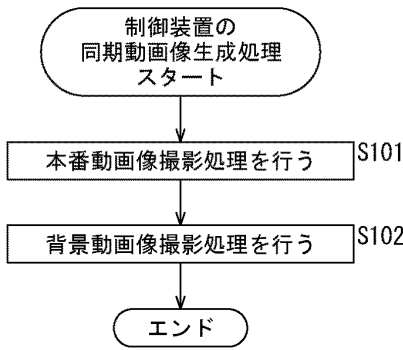 制御装置の
同期動画像生成処理
スタート
本番動画像撮影処理を行う
S101
背景動画像撮影処理を行う
S102
エンド